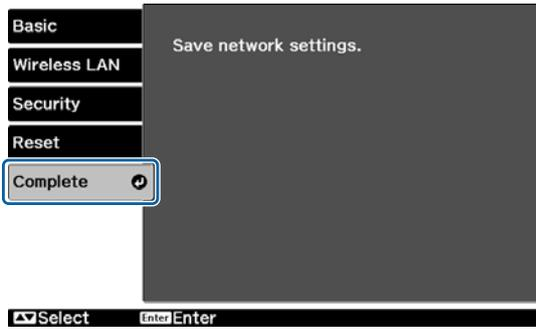 Basic
Wireless LAN
Security
Reset
Complete
Save network settings.
Select Enter Enter